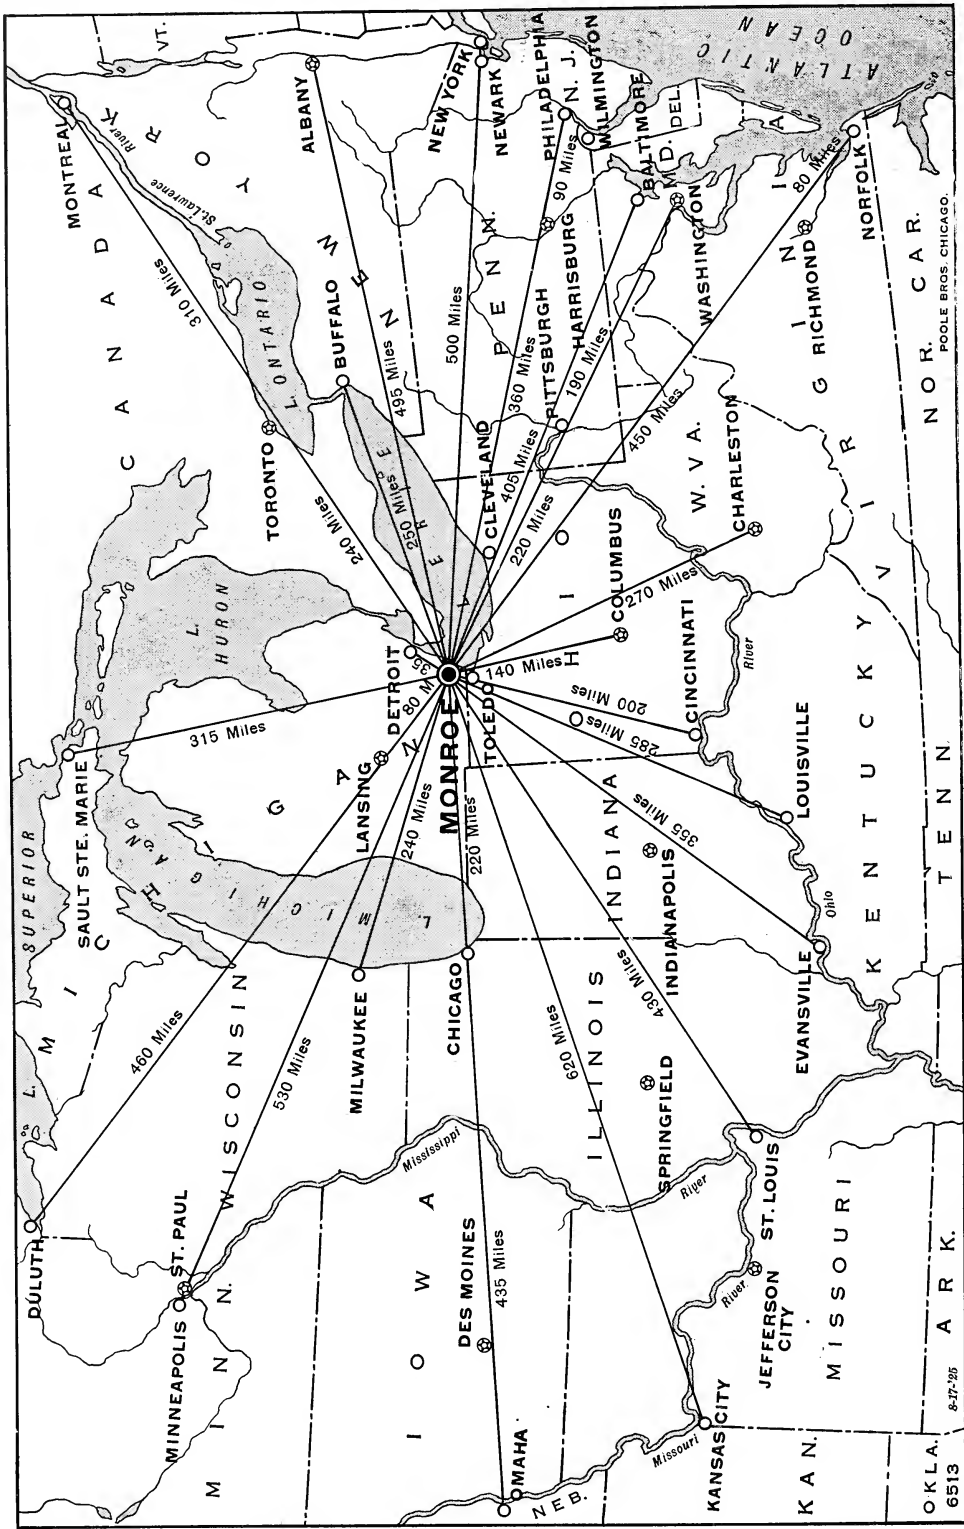 L. SUPERIOR
CANADA
MONTREAL
River
St. Lawrence
VT.
NEW YORK
DULUTH
SAULT STE. MARIE
MICHIGAN
L. HURON
TORONTO
L. ONTARIO
BUFFALO
ALBANY
460 Miles
315 Miles
240 Miles
310 Miles
MINNEAPOLIS
ST. PAUL
MINN.
WISCONSIN
530 Miles
MILWAUKEE
L. MICHIGAN
240 Miles
LANSING
80 M
DETROIT
35
250 Miles
L. ERIE
495 Miles
NEW YORK
NEWARK
500 Miles
PENN.
MONROE
CHICAGO
220 Miles
TOLEDO
CLEVELAND
405 Miles
360 Miles
PITTSBURGH
HARRISBURG
90 Miles
PHILADELPHIA
N. J.
WILMINGTON
BALTIMORE
MD.
DEL.
WASHINGTON
190 Miles
ATLANTIC
OCEAN
IOWA
Mississippi
River
DES MOINES
435 Miles
OMAHA
NEB.
620 Miles
ILLINOIS
SPRINGFIELD
INDIANA
INDIANAPOLIS
430 Miles
355 Miles
285 Miles
200 Miles
140 Miles
OHIO
COLUMBUS
220 Miles
270 Miles
450 Miles
80 Miles
CINCINNATI
River
W. VA.
CHARLESTON
VIRGINIA
RICHMOND
NORFOLK
KANSAS CITY
Missouri
River
JEFFERSON
CITY
ST. LOUIS
EVANSVILLE
Ohio
LOUISVILLE
KAN.
MISSOURI
KENTUCKY
OKLA.
ARK.
TENN.
NOR. CAR.
6513
8-17-'25
POOLE BROS. CHICAGO.